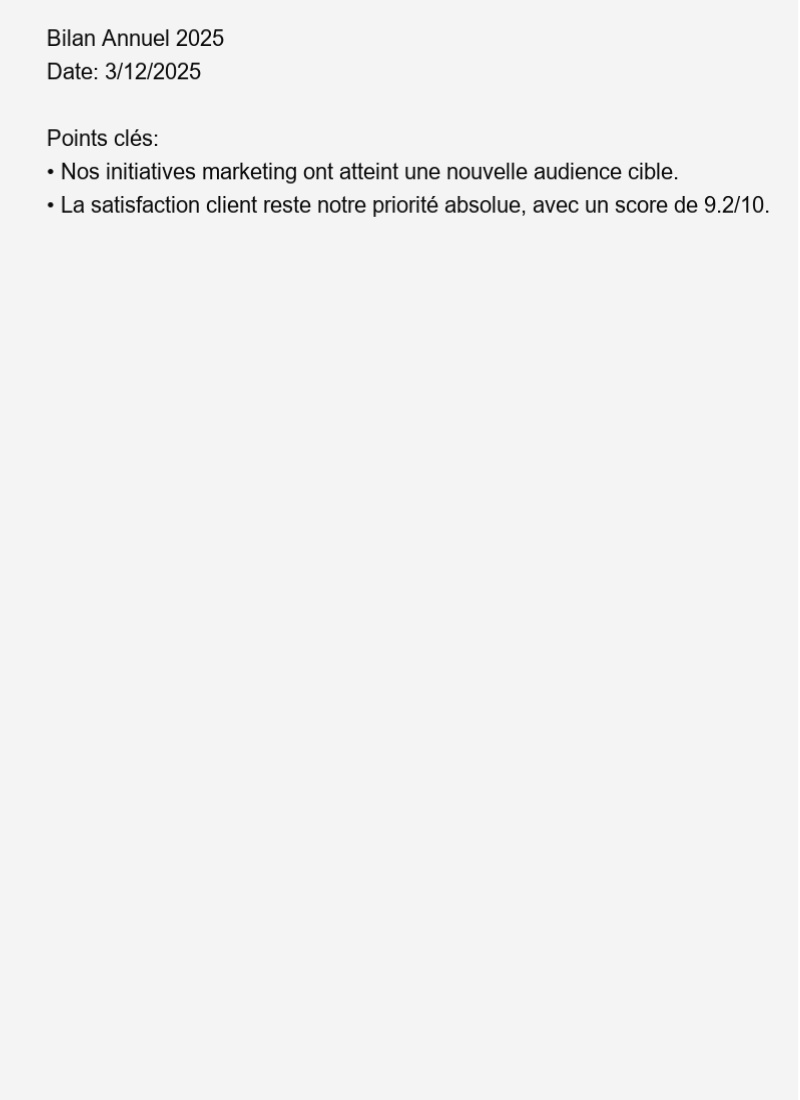 Bilan Annuel 2025
Date: 3/12/2025
Points clés:
• Nos initiatives marketing ont atteint une nouvelle audience cible.
• La satisfaction client reste notre priorité absolue, avec un score de 9.2/10.